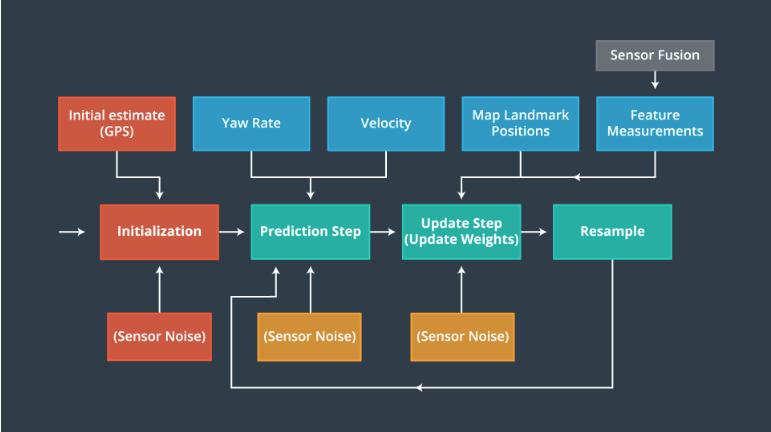 Sensor Fusion
Initial estimate
(GPS)
Yaw Rate
Velocity
Map Landmark
Positions
Feature
Measurements
Initialization
Prediction Step
Update Step
(Update Weights)
Resample
(Sensor Noise)
(Sensor Noise)
(Sensor Noise)